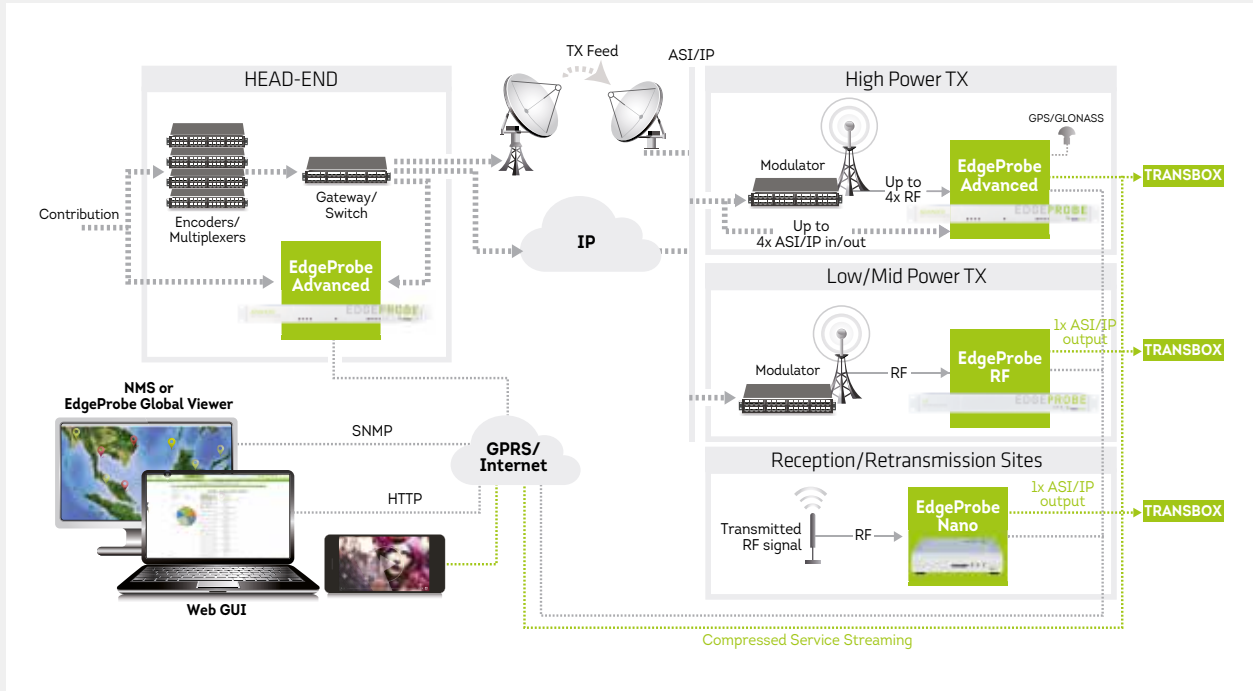 TX Feed
ASI/IP
HEAD-END
Contribution
Encoders/
Multiplexers
Gateway/
Switch
EdgeProbe
Advanced
EDGEPROBE
IP
High Power TX
GPS/GLONASS
Modulator
Up to
4x RF
EdgeProbe
Advanced
EDGEPROBE
Up to
4x ASI/IP in/out
TRANSBOX
Low/Mid Power TX
Modulator
RF
EdgeProbe
RF
EDGEPROBE
1x ASI/IP
output
TRANSBOX
Reception/Retransmission Sites
Transmitted
RF signal
RF
EdgeProbe
Nano
1x ASI/IP
output
TRANSBOX
NMS or
EdgeProbe Global Viewer
SNMP
GPRS/
Internet
HTTP
Web GUI
Compressed Service Streaming